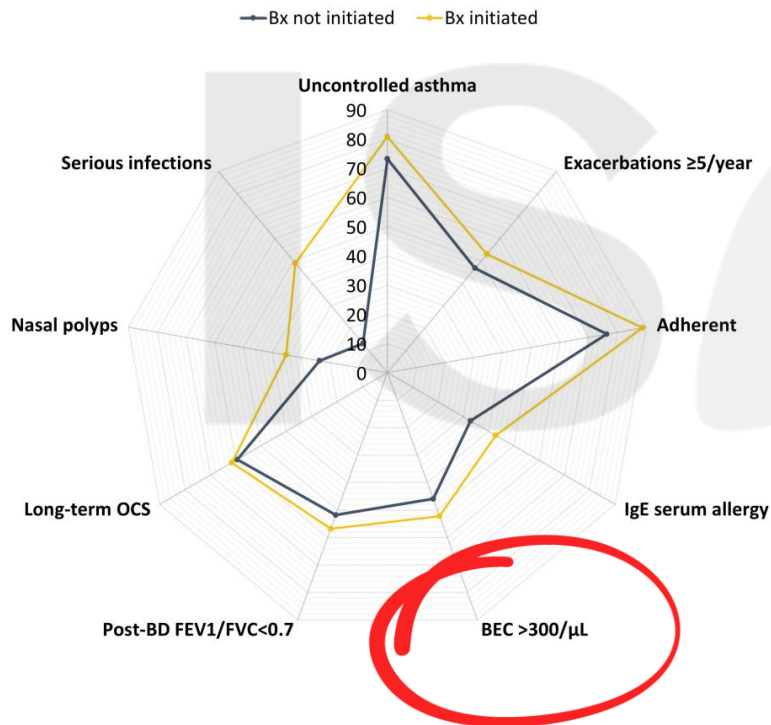 Bx not initiated Bx initiated
Uncontrolled asthma
90
80
Serious infections Exacerbations ≥5/year
70
60
50
40
30
Nasal polyps Adherent
20
10
0
Long-term OCS IgE serum allergy
Post-BD FEV1/FVC<0.7 BEC >300/µL